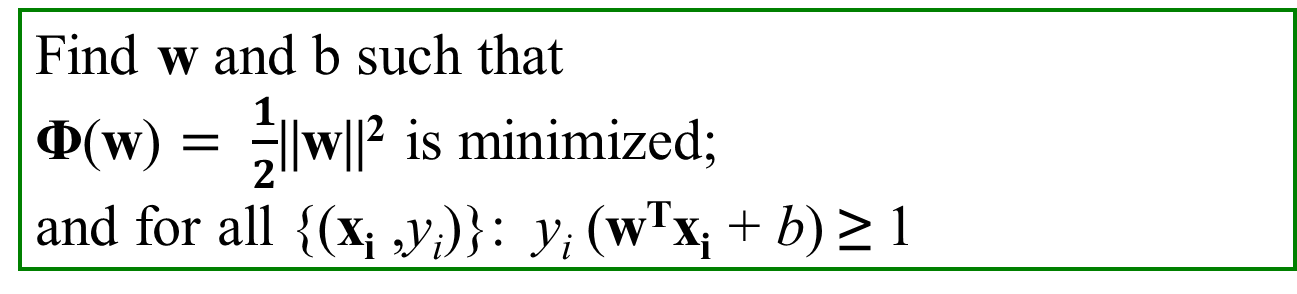 Find w and b such that
Φ(w) = 1/2||w||² is minimized;
and for all {(xᵢ ,yᵢ)}: yᵢ (wᵀxᵢ + b) ≥ 1